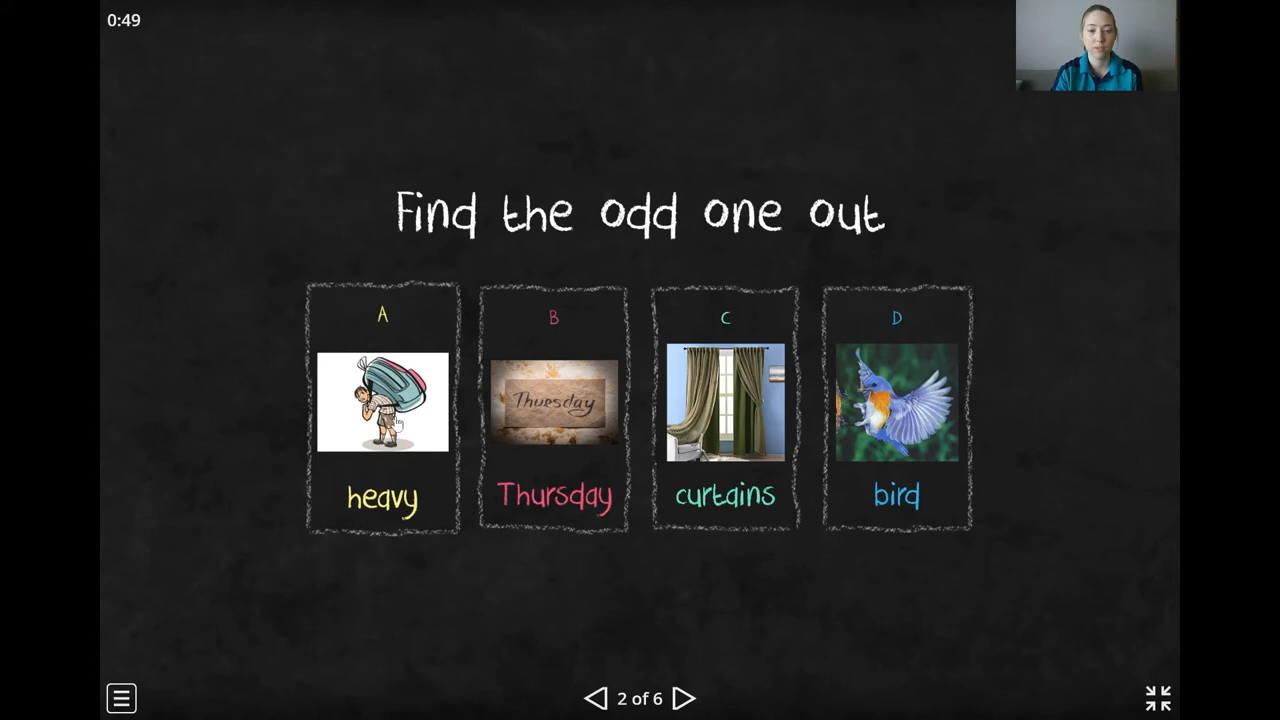 0:49
Find the odd one out
A
B
C
D
Thursday
heavy
Thursday
curtains
bird
2 of 6